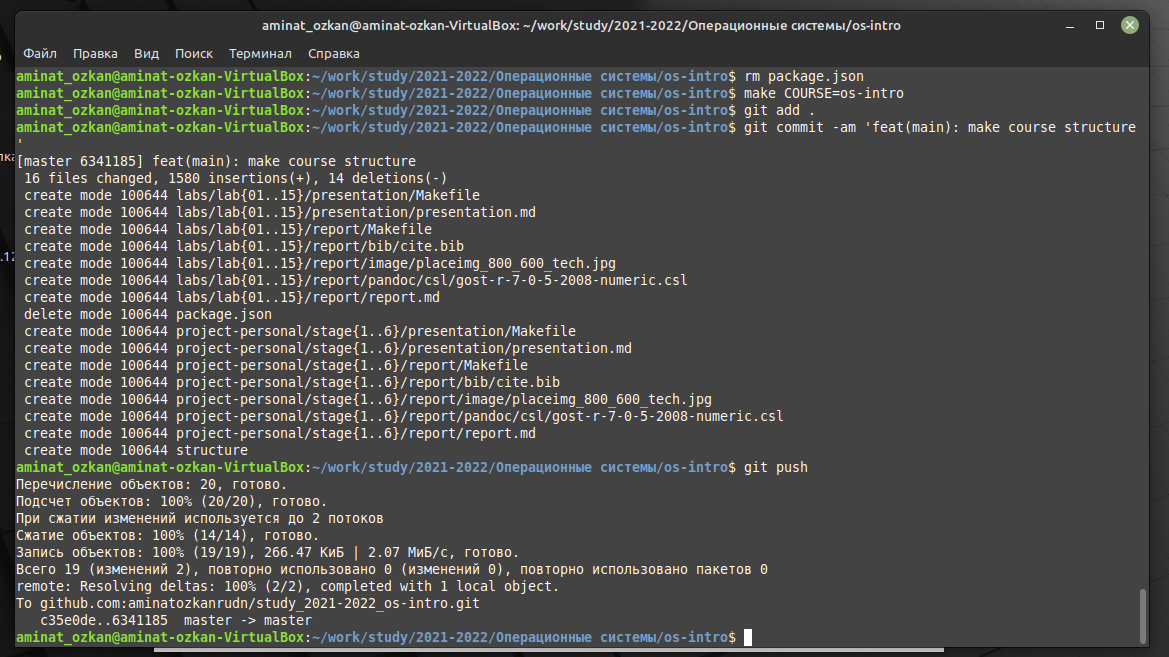 aminat_ozkan@aminat-ozkan-VirtualBox: ~/work/study/2021-2022/Операционные системы/os-intro
Файл Правка Вид Поиск Терминал Справка
aminat_ozkan@aminat-ozkan-VirtualBox:~/work/study/2021-2022/Операционные системы/os-intro$ rm package.json
aminat_ozkan@aminat-ozkan-VirtualBox:~/work/study/2021-2022/Операционные системы/os-intro$ make COURSE=os-intro
aminat_ozkan@aminat-ozkan-VirtualBox:~/work/study/2021-2022/Операционные системы/os-intro$ git add .
aminat_ozkan@aminat-ozkan-VirtualBox:~/work/study/2021-2022/Операционные системы/os-intro$ git commit -am 'feat(main): make course structure
'
[master 6341185] feat(main): make course structure
16 files changed, 1580 insertions(+), 14 deletions(-)
create mode 100644 labs/lab{01..15}/presentation/Makefile
create mode 100644 labs/lab{01..15}/presentation/presentation.md
create mode 100644 labs/lab{01..15}/report/Makefile
create mode 100644 labs/lab{01..15}/report/bib/cite.bib
create mode 100644 labs/lab{01..15}/report/image/placeimg_800_600_tech.jpg
create mode 100644 labs/lab{01..15}/report/pandoc/csl/gost-r-7-0-5-2008-numeric.csl
create mode 100644 labs/lab{01..15}/report/report.md
delete mode 100644 package.json
create mode 100644 project-personal/stage{1..6}/presentation/Makefile
create mode 100644 project-personal/stage{1..6}/presentation/presentation.md
create mode 100644 project-personal/stage{1..6}/report/Makefile
create mode 100644 project-personal/stage{1..6}/report/bib/cite.bib
create mode 100644 project-personal/stage{1..6}/report/image/placeimg_800_600_tech.jpg
create mode 100644 project-personal/stage{1..6}/report/pandoc/csl/gost-r-7-0-5-2008-numeric.csl
create mode 100644 project-personal/stage{1..6}/report/report.md
create mode 100644 structure
aminat_ozkan@aminat-ozkan-VirtualBox:~/work/study/2021-2022/Операционные системы/os-intro$ git push
Перечисление объектов: 20, готово.
Подсчет объектов: 100% (20/20), готово.
При сжатии изменений используется до 2 потоков
Сжатие объектов: 100% (14/14), готово.
Запись объектов: 100% (19/19), 266.47 КиБ | 2.07 МиБ/с, готово.
Всего 19 (изменений 2), повторно использовано 0 (изменений 0), повторно использовано пакетов 0
remote: Resolving deltas: 100% (2/2), completed with 1 local object.
To github.com:aminatozkanrudn/study_2021-2022_os-intro.git
c35e0de..6341185 master -> master
aminat_ozkan@aminat-ozkan-VirtualBox:~/work/study/2021-2022/Операционные системы/os-intro$